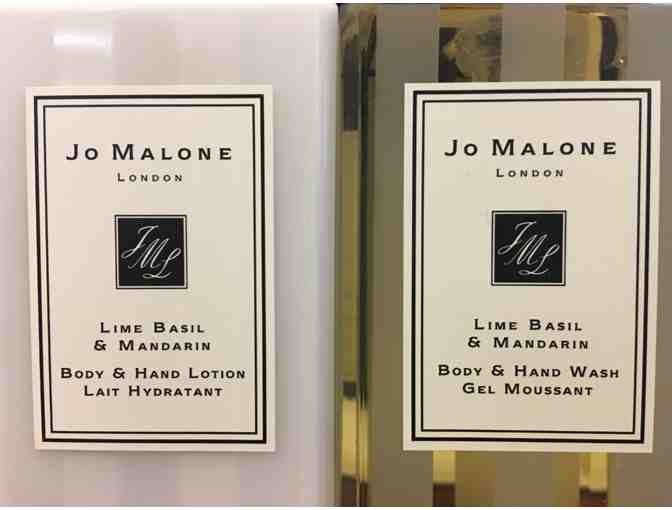 Jo Malone
London
JML
Lime Basil
& Mandarin
Body & Hand Lotion
Lait Hydratant
Jo Malone
London
JML
Lime Basil
& Mandarin
Body & Hand Wash
Gel Moussant